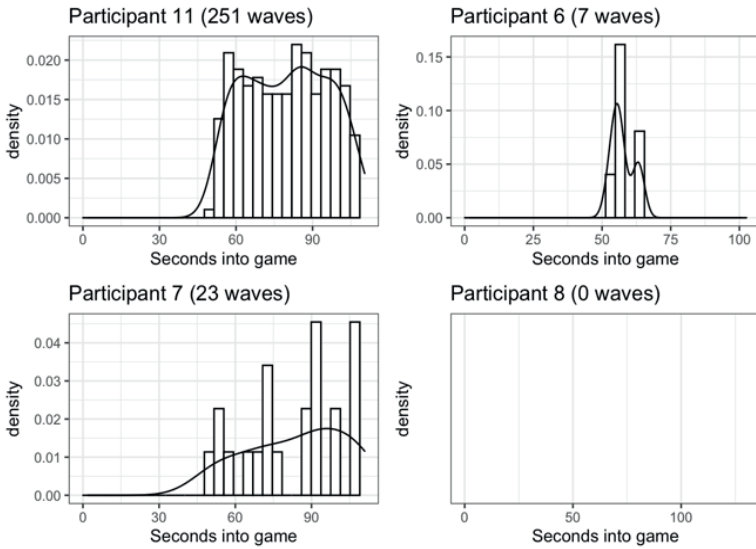 Participant 11 (251 waves)
density
0.020
0.015
0.010
0.005
0.000
0 30 60 90
Seconds into game
Participant 6 (7 waves)
density
0.15
0.10
0.05
0.00
0 25 50 75 100
Seconds into game
Participant 7 (23 waves)
density
0.04
0.03
0.02
0.01
0.00
0 30 60 90
Seconds into game
Participant 8 (0 waves)
density
0 50 100
Seconds into game